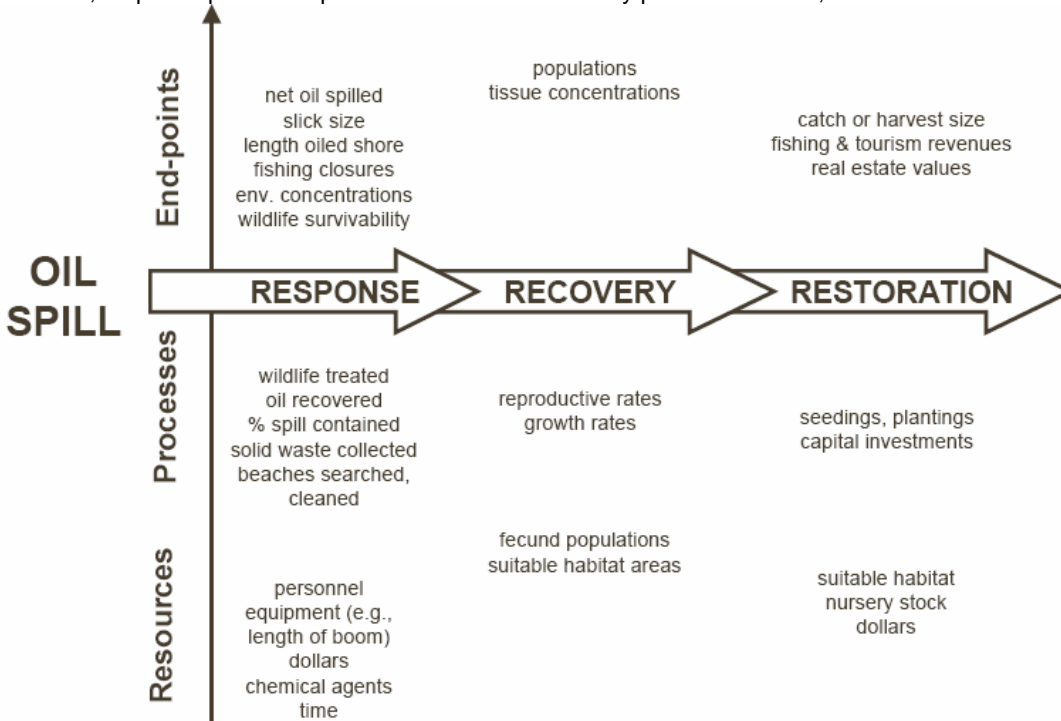 End-points
net oil spilled
slick size
length oiled shore
fishing closures
env. concentrations
wildlife survivability
populations
tissue concentrations
catch or harvest size
fishing & tourism revenues
real estate values
OIL
SPILL
RESPONSE
RECOVERY
RESTORATION
Processes
wildlife treated
oil recovered
% spill contained
solid waste collected
beaches searched,
cleaned
reproductive rates
growth rates
seedings, plantings
capital investments
Resources
personnel
equipment (e.g.,
length of boom)
dollars
chemical agents
time
fecund populations
suitable habitat areas
suitable habitat
nursery stock
dollars